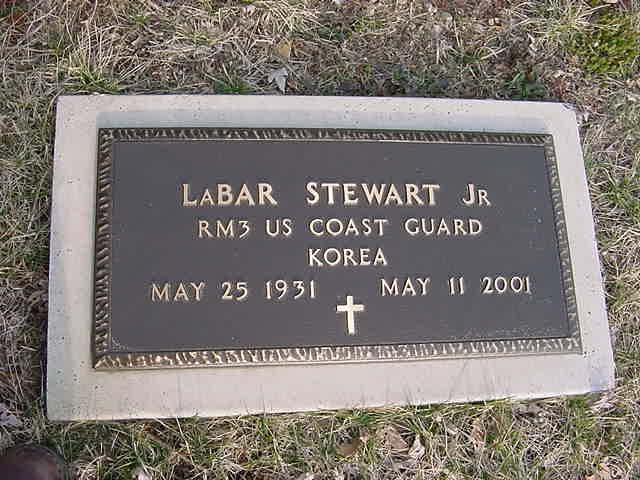 LaBAR STEWART JR
RM3 US COAST GUARD
KOREA
MAY 25 1931 MAY 11 2001